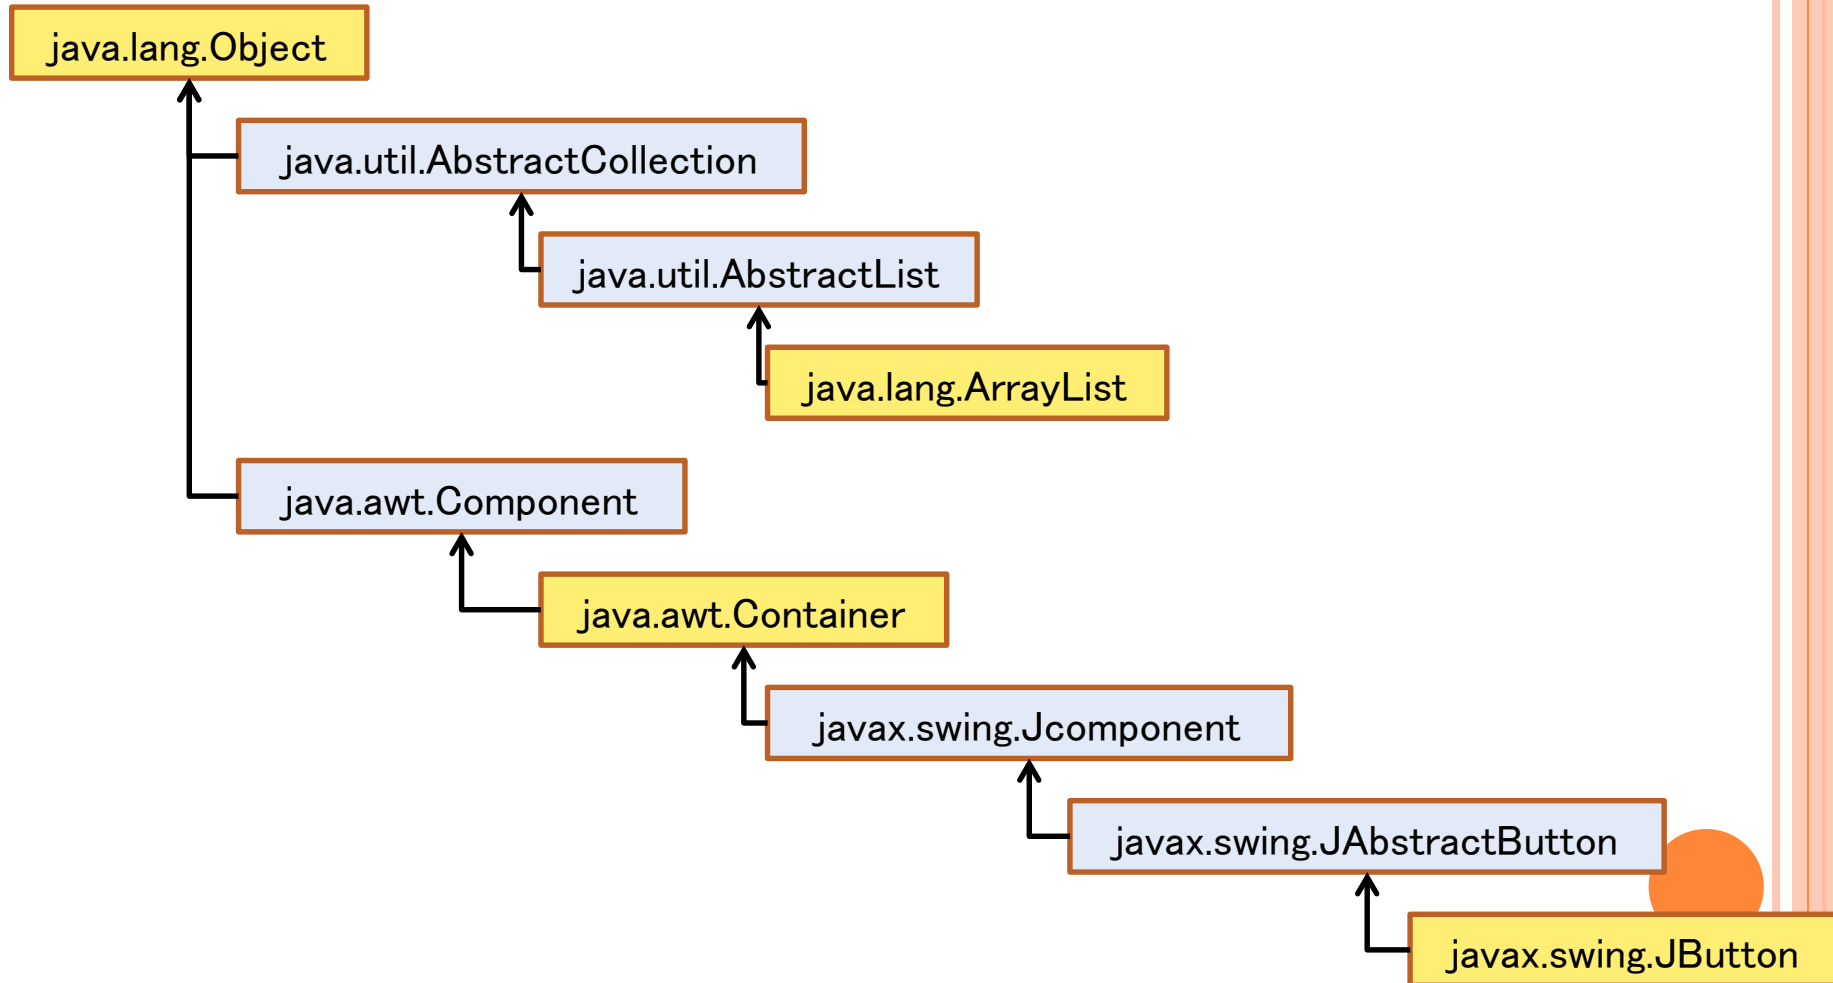 java.lang.Object
java.util.AbstractCollection
java.util.AbstractList
java.lang.ArrayList
java.awt.Component
java.awt.Container
javax.swing.Jcomponent
javax.swing.JAbstractButton
javax.swing.JButton